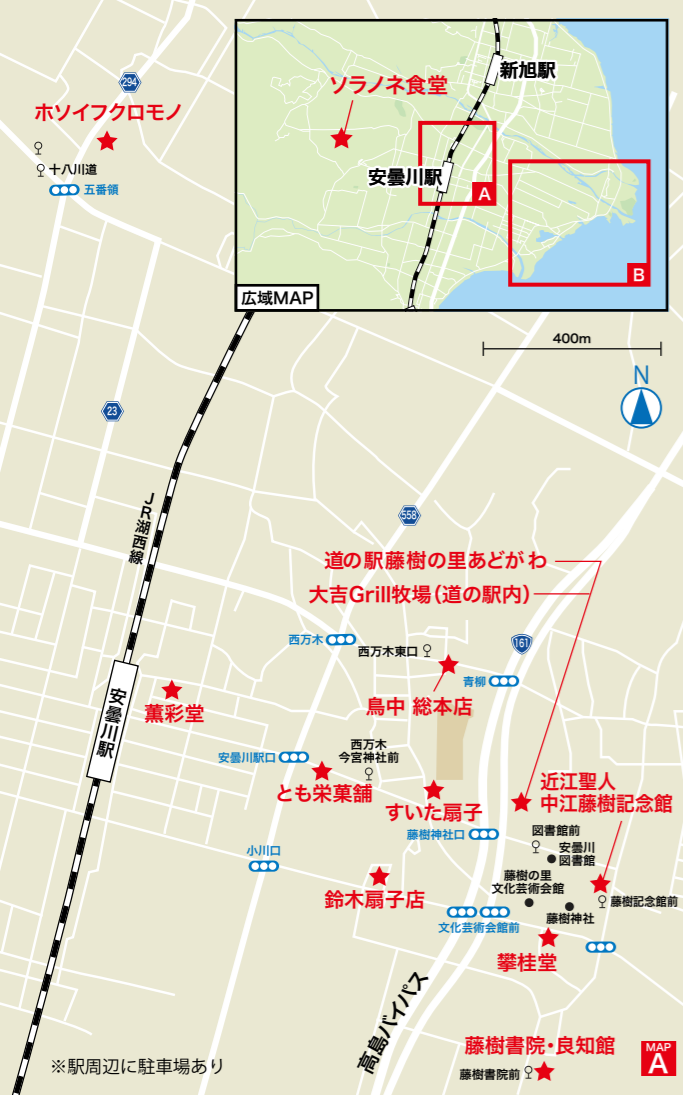 294
ホソイフクロモノ
十八川道
五番領
ソラノネ食堂
新旭駅
安曇川駅
A
B
広域MAP
400m
N
23
JR湖西線
558
道の駅藤樹の里あどがわ
大吉Grill牧場(道の駅内)
西万木
西万木東口
161
青柳
安曇川駅
薫彩堂
鳥中 総本店
西万木
今宮神社前
安曇川駅口
とも栄菓舗
すいた扇子
近江聖人
中江藤樹記念館
藤樹神社口
図書館前
安曇川
図書館
小川口
鈴木扇子店
藤樹の里
文化芸術会館
藤樹記念館前
藤樹神社
文化芸術会館前
攀桂堂
高島バイパス
藤樹書院・良知館
藤樹書院前
※駅周辺に駐車場あり
MAP
A